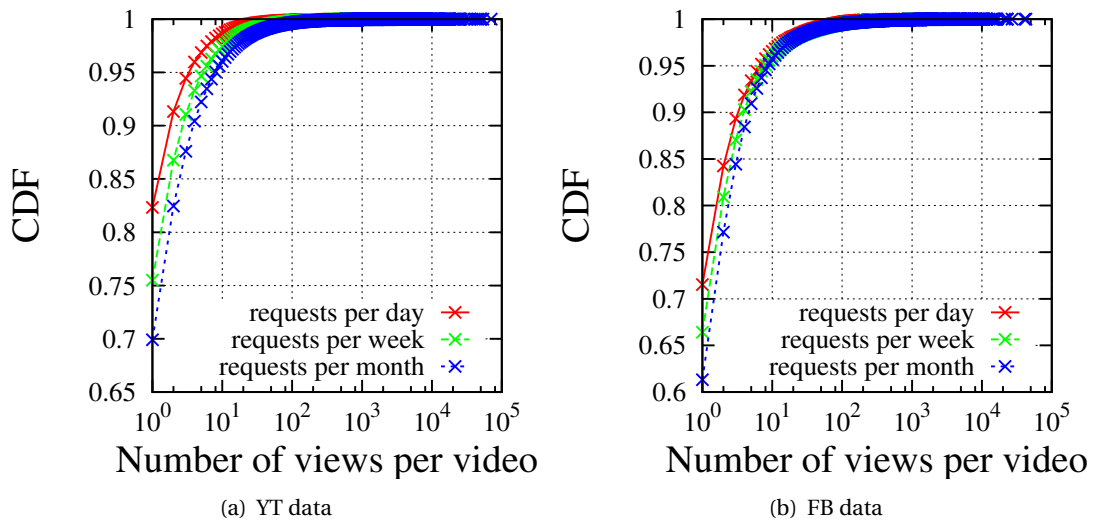 CDF
1
0.95
0.9
0.85
0.8
0.75
0.7
0.65
requests per day
requests per week
requests per month
10^0 10^1 10^2 10^3 10^4 10^5
Number of views per video
(a) YT data
CDF
1
0.95
0.9
0.85
0.8
0.75
0.7
0.65
0.6
requests per day
requests per week
requests per month
10^0 10^1 10^2 10^3 10^4 10^5
Number of views per video
(b) FB data